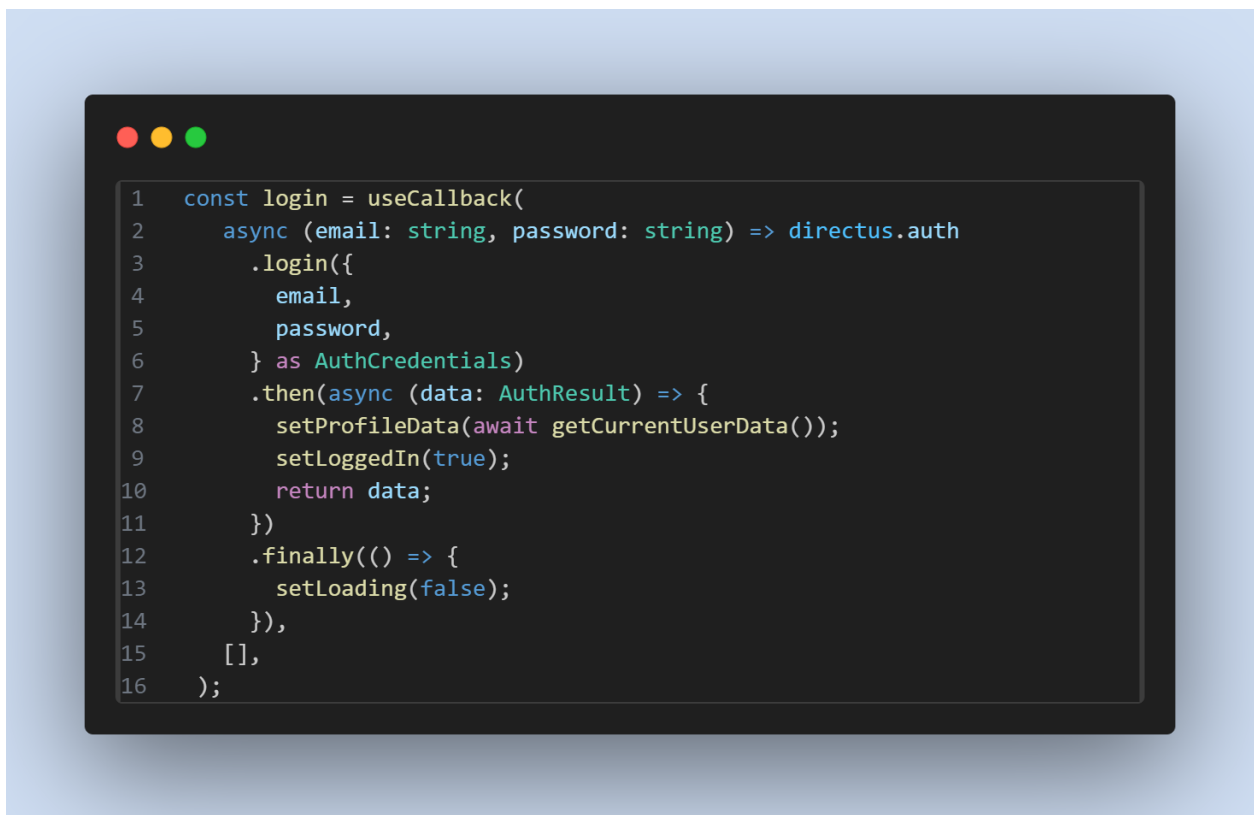 1 const login = useCallback(
2 async (email: string, password: string) => directus.auth
3 .login({
4 email,
5 password,
6 } as AuthCredentials)
7 .then(async (data: AuthResult) => {
8 setProfileData(await getCurrentUserData());
9 setLoggedIn(true);
10 return data;
11 })
12 .finally(() => {
13 setLoading(false);
14 }),
15 [],
16 );